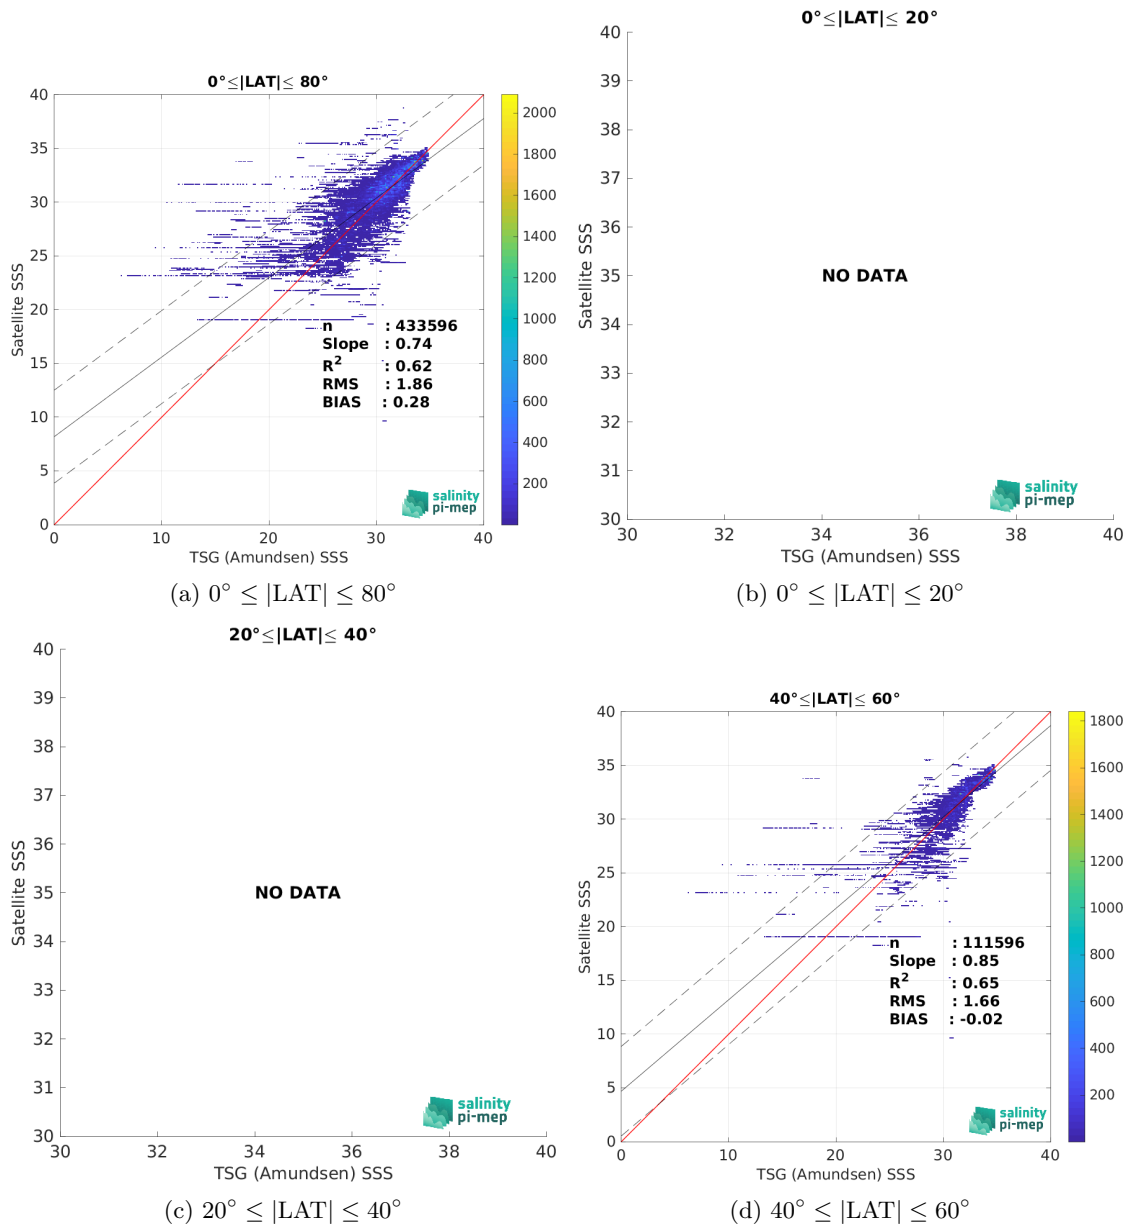 0°≤|LAT|≤ 80°
40
35
30
25
20
15
10
5
0
Satellite SSS
n : 433596
Slope : 0.74
R² : 0.62
RMS : 1.86
BIAS : 0.28
salinity
pi-mep
0 10 20 30 40
TSG (Amundsen) SSS
2000
1800
1600
1400
1200
1000
800
600
400
200
(a) 0° ≤ |LAT| ≤ 80°
0°≤|LAT|≤ 20°
40
39
38
37
36
35
34
33
32
31
30
Satellite SSS
NO DATA
salinity
pi-mep
30 32 34 36 38 40
TSG (Amundsen) SSS
(b) 0° ≤ |LAT| ≤ 20°
20°≤|LAT|≤ 40°
40
39
38
37
36
35
34
33
32
31
30
Satellite SSS
NO DATA
salinity
pi-mep
30 32 34 36 38 40
TSG (Amundsen) SSS
(c) 20° ≤ |LAT| ≤ 40°
40°≤|LAT|≤ 60°
40
35
30
25
20
15
10
5
0
Satellite SSS
n : 111596
Slope : 0.85
R² : 0.65
RMS : 1.66
BIAS : -0.02
salinity
pi-mep
0 10 20 30 40
TSG (Amundsen) SSS
1800
1600
1400
1200
1000
800
600
400
200
(d) 40° ≤ |LAT| ≤ 60°